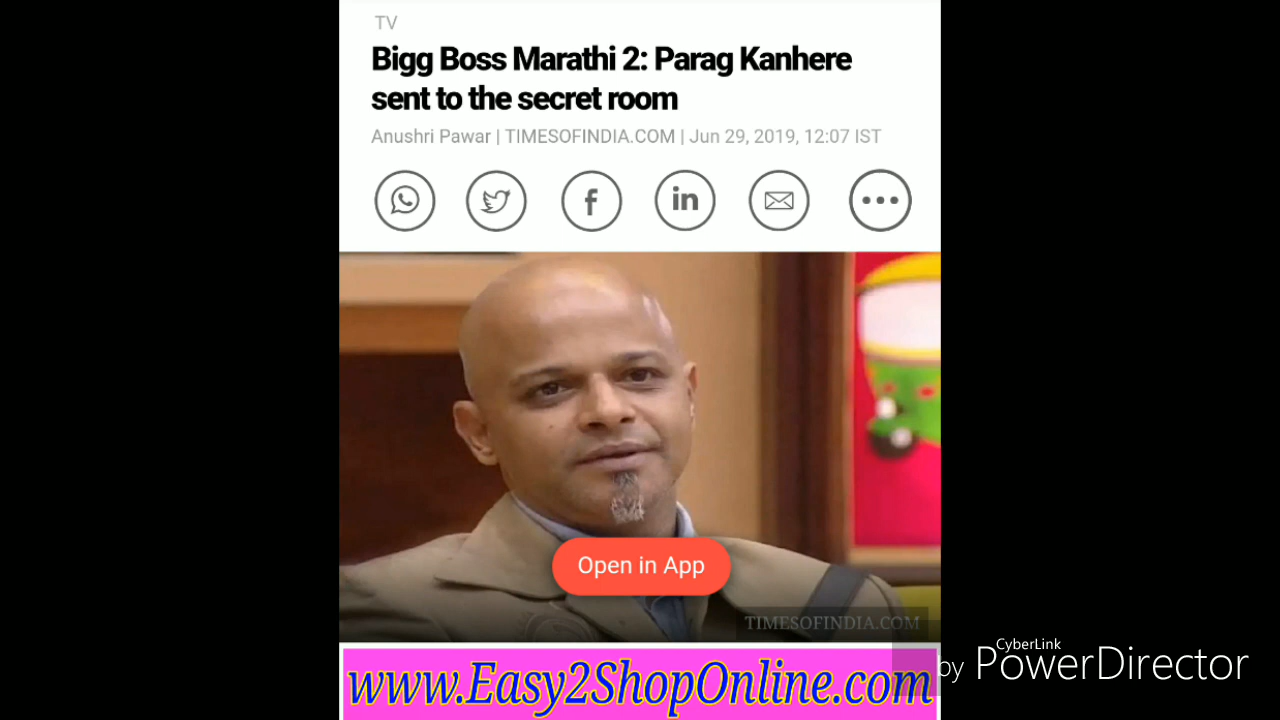 TV
Bigg Boss Marathi 2: Parag Kanhere
sent to the secret room
Anushri Pawar | TIMESOFINDIA.COM | Jun 29, 2019, 12:07 IST
f
in
Open in App
TIMESOFINDIA.COM
www.Easy2ShopOnline.com
CyberLink
by PowerDirector